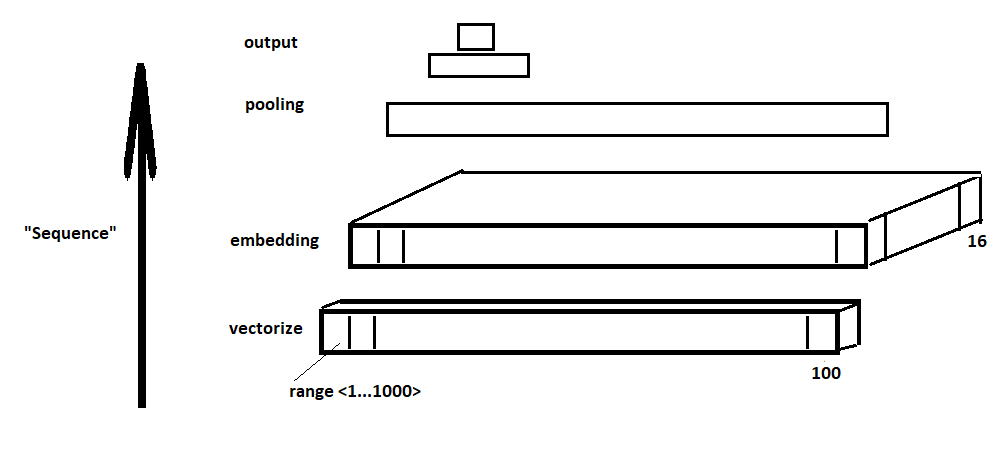 output
pooling
"Sequence"
embedding
16
vectorize
100
range <1...1000>